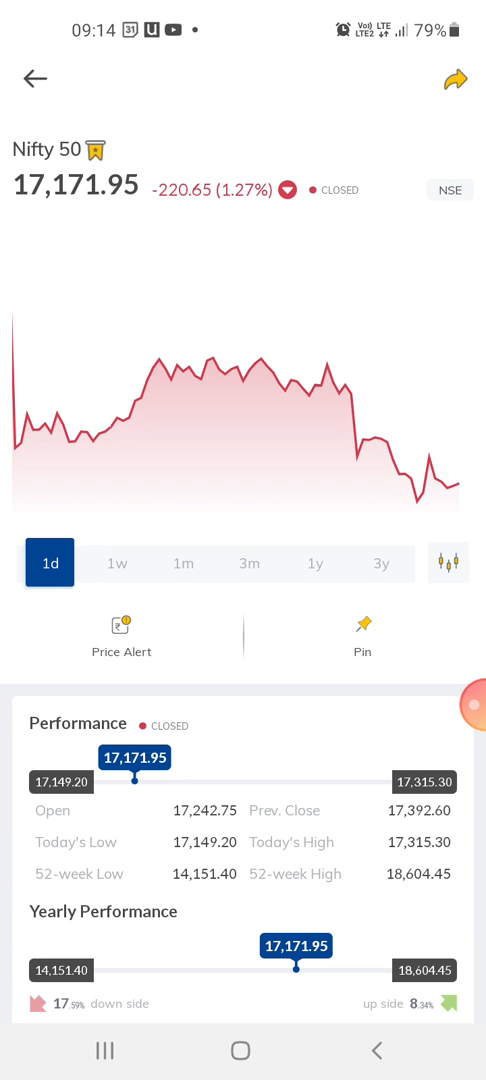 09:14 31 U Vo)) LTE2 LTE 79%
Nifty 50
17,171.95 -220.65 (1.27%) CLOSED NSE
1d 1w 1m 3m 1y 3y
Price Alert Pin
Performance CLOSED
17,171.95
17,149.20 17,315.30
Open 17,242.75 Prev. Close 17,392.60
Today's Low 17,149.20 Today's High 17,315.30
52-week Low 14,151.40 52-week High 18,604.45
Yearly Performance
17,171.95
14,151.40 18,604.45
17.59% down side up side 8.34%